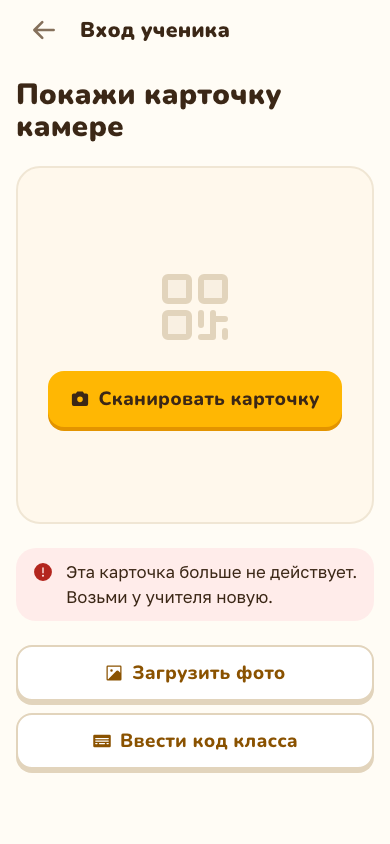 Вход ученика
Покажи карточку
камере
Сканировать карточку
Эта карточка больше не действует.
Возьми у учителя новую.
Загрузить фото
Ввести код класса